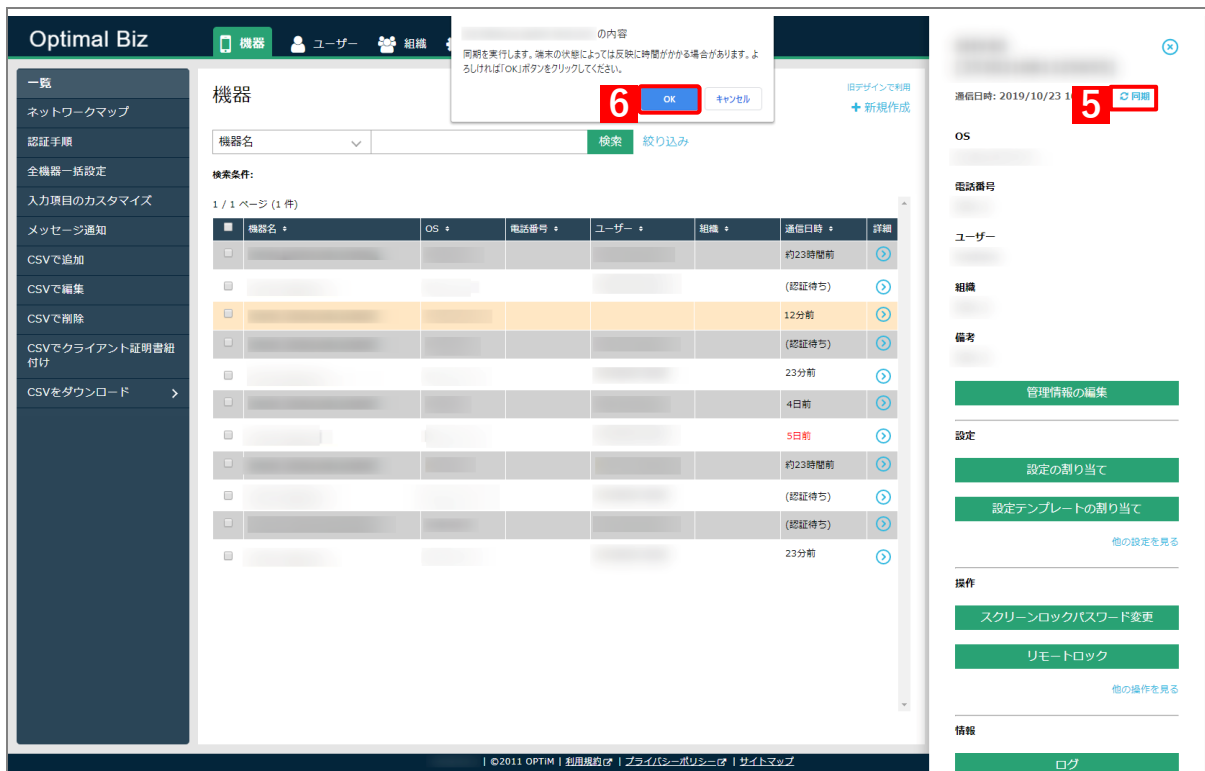 Optimal Biz
機器
ユーザー
組織
の内容
同期を実行します。端末の状態によっては反映に時間がかかる場合があります。よ
ろしければ「OK」ボタンをクリックしてください。
6
OK
キャンセル
一覧
ネットワークマップ
認証手順
全機器一括設定
入力項目のカスタマイズ
メッセージ通知
CSVで追加
CSVで編集
CSVで削除
CSVでクライアント証明書紐
付け
CSVをダウンロード
機器
旧デザインで利用
+ 新規作成
機器名
検索
絞り込み
検索条件:
1 / 1 ページ (1 件)
機器名 OS 電話番号 ユーザー 組織 通信日時 詳細
約23時間前
(認証待ち)
12分前
(認証待ち)
23分前
4日前
5日前
約23時間前
(認証待ち)
(認証待ち)
23分前
通信日時: 2019/10/23
5
同期
OS
電話番号
ユーザー
組織
備考
管理情報の編集
設定
設定の割り当て
設定テンプレートの割り当て
他の設定を見る
操作
スクリーンロックパスワード変更
リモートロック
他の操作を見る
情報
ログ
| ©2011 OPTiM | 利用規約 | プライバシーポリシー | サイトマップ